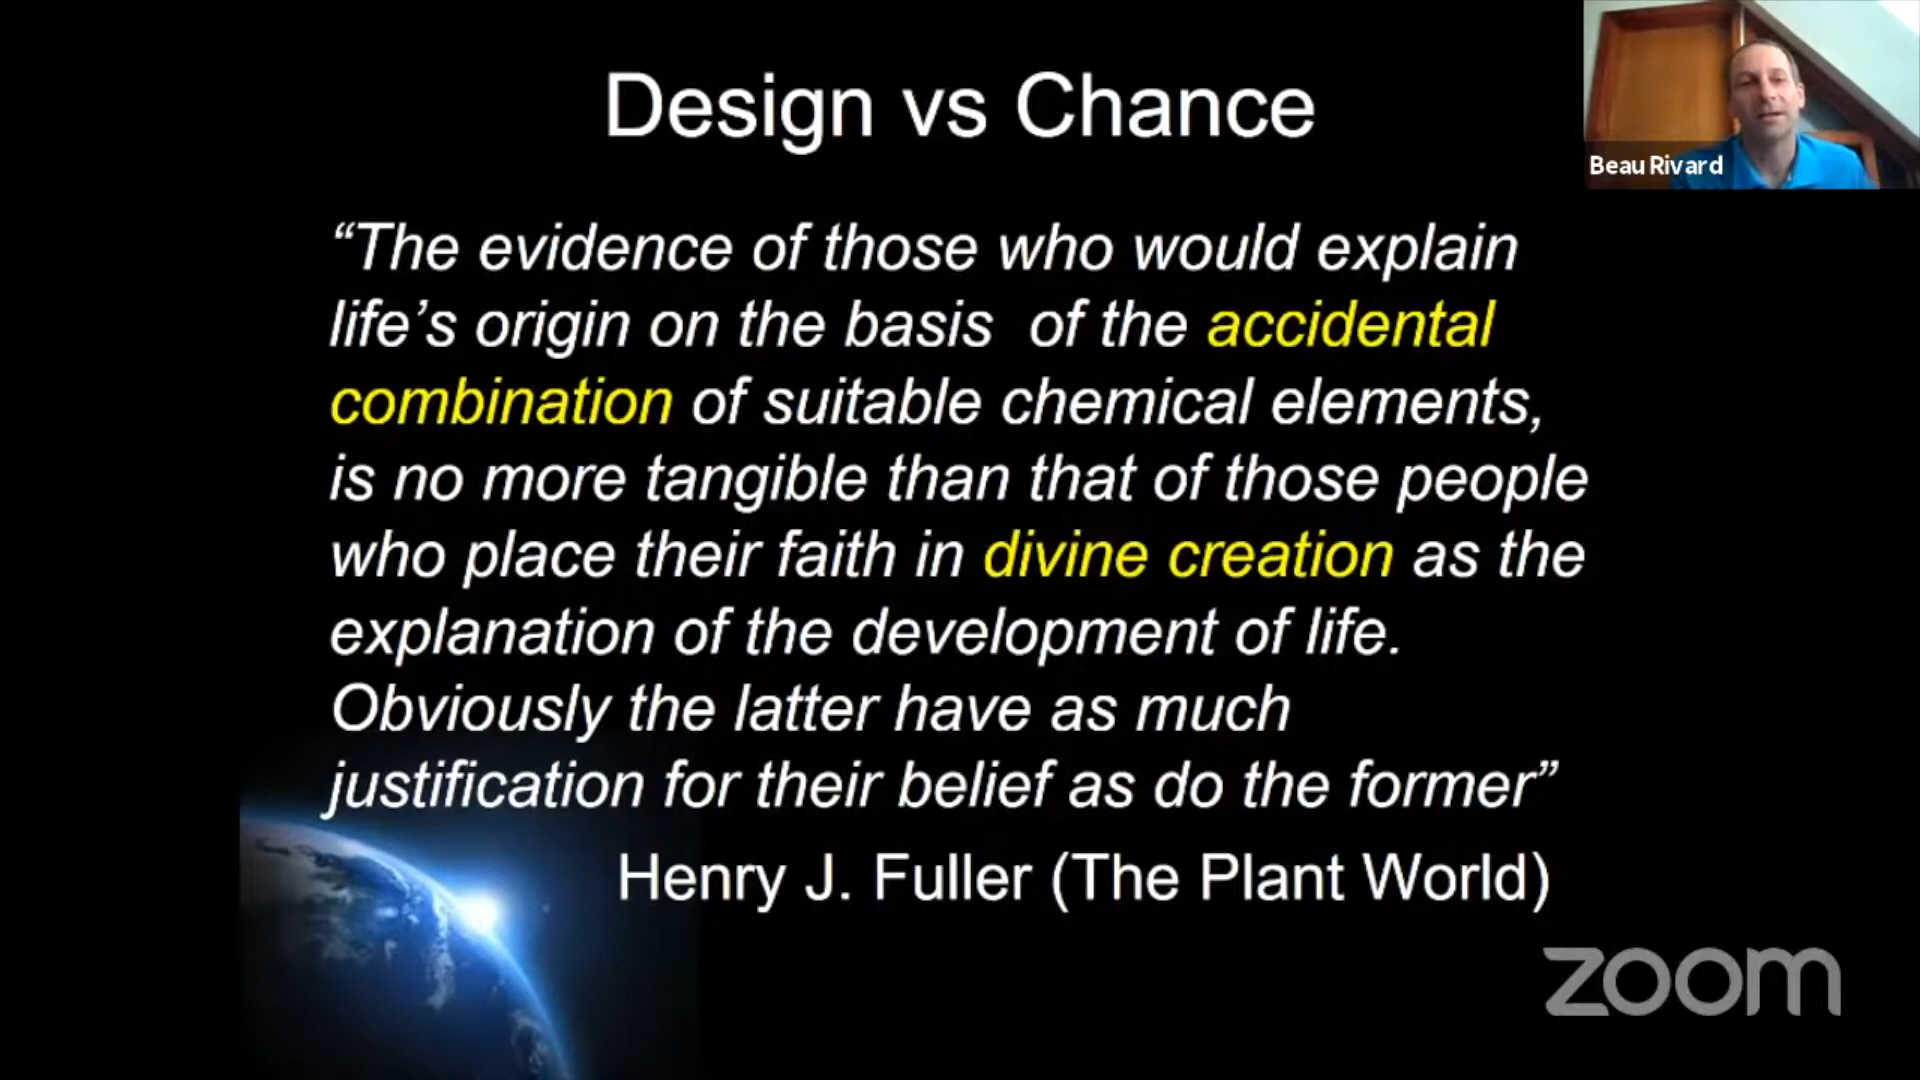 Design vs Chance
Beau Rivard
“The evidence of those who would explain
life’s origin on the basis  of the accidental
combination of suitable chemical elements,
is no more tangible than that of those people
who place their faith in divine creation as the
explanation of the development of life.
Obviously the latter have as much
justification for their belief as do the former”
Henry J. Fuller (The Plant World)
zoom